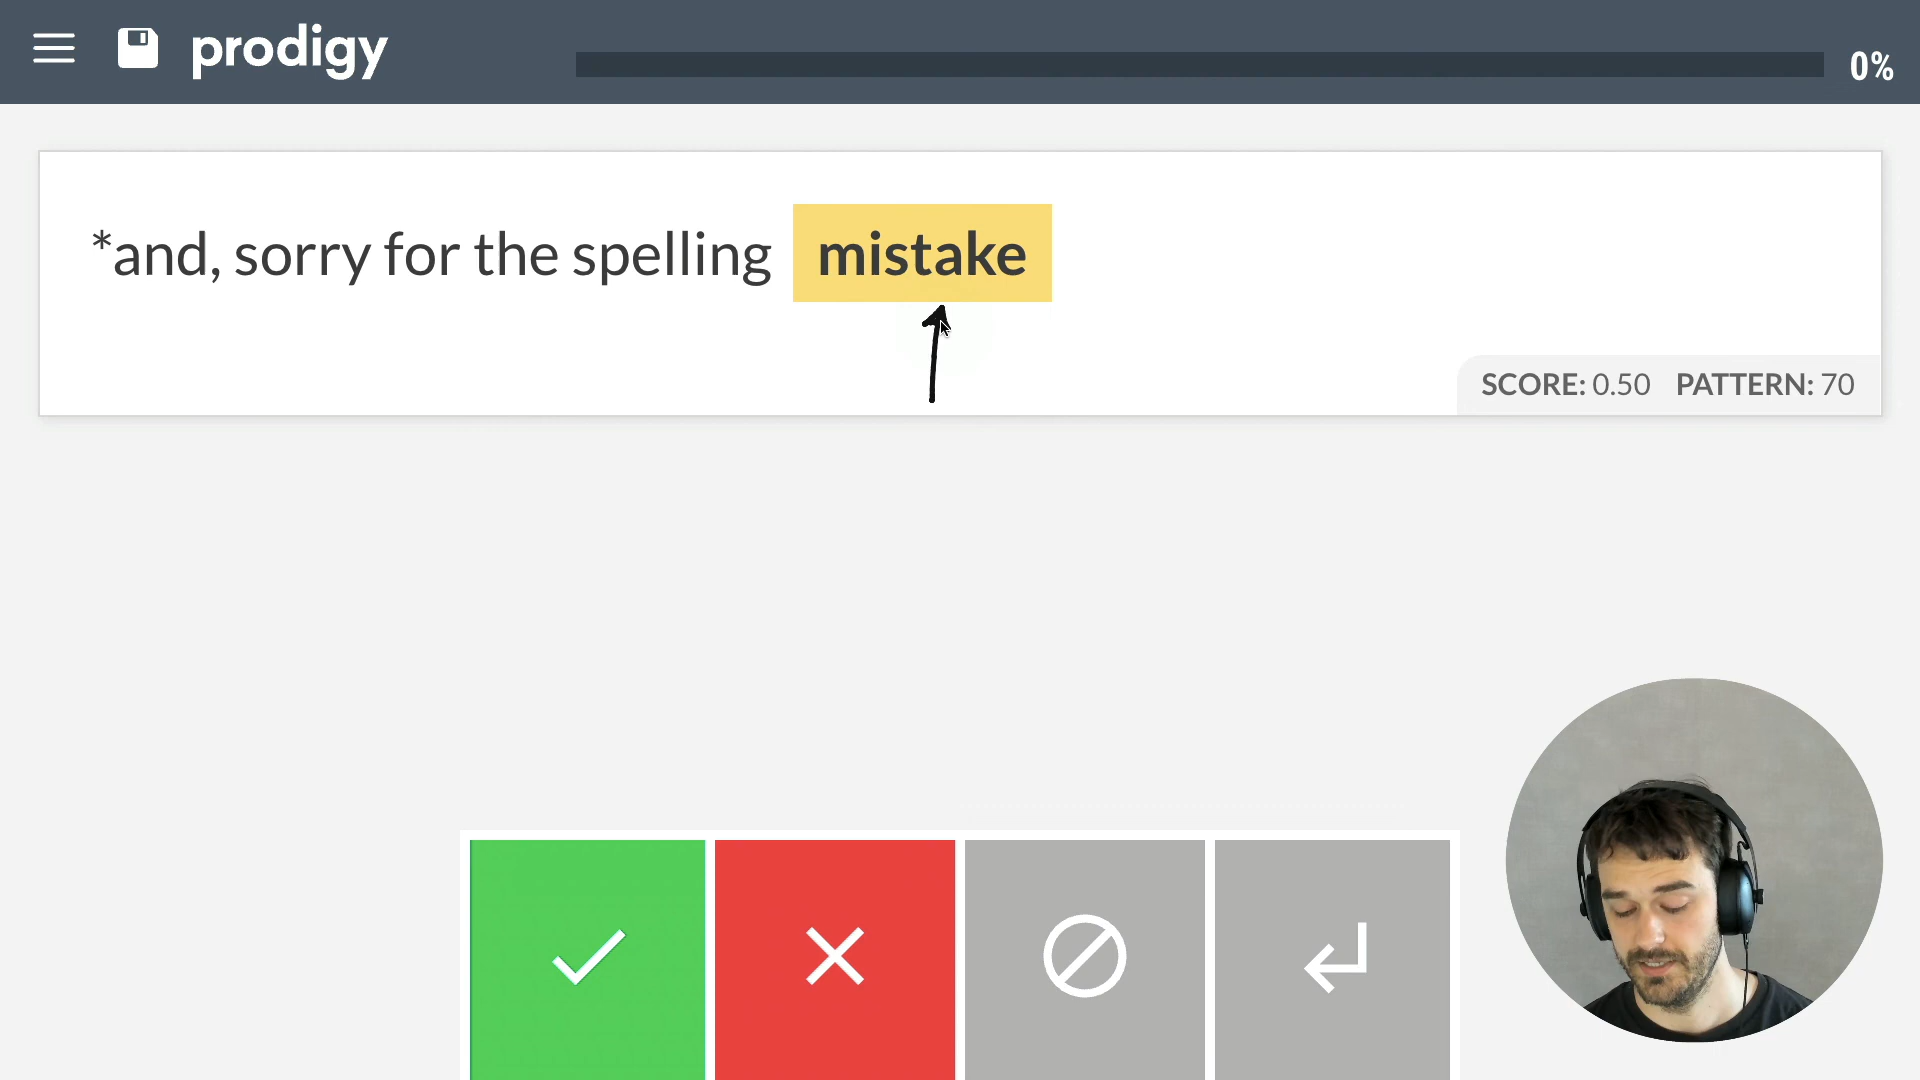 prodigy
0%
*and, sorry for the spelling mistake
SCORE: 0.50 PATTERN: 70